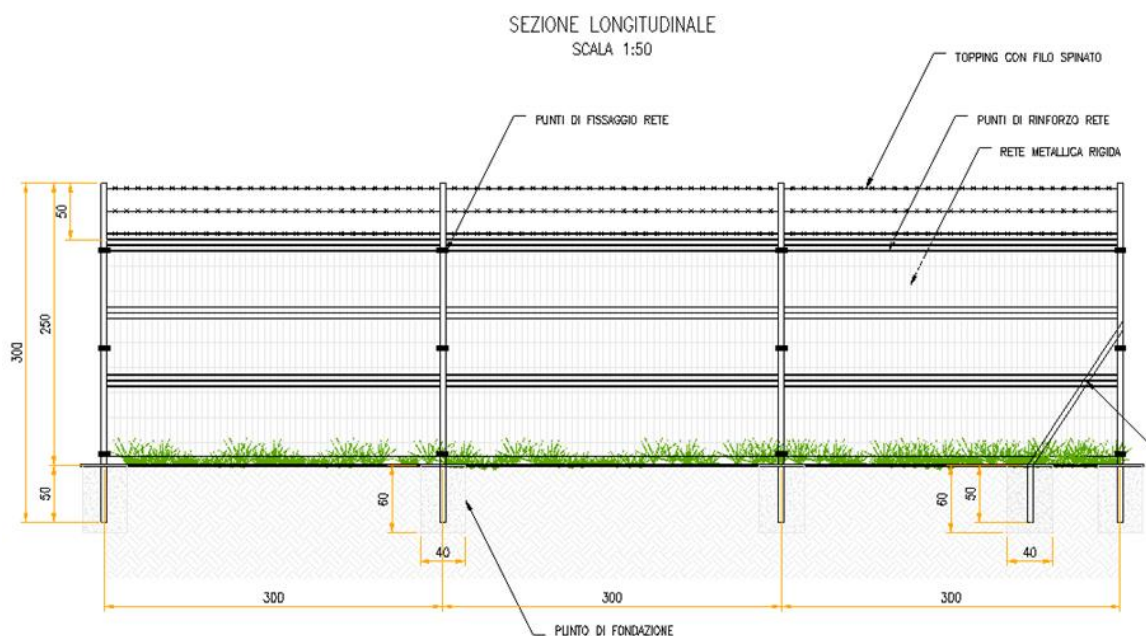 SEZIONE LONGITUDINALE
SCALA 1:50
TOPPING CON FILO SPINATO
PUNTI DI FISSAGGIO RETE
PUNTI DI RINFORZO RETE
RETE METALLICA RIGIDA
50
250
300
50
60
40
60
50
40
300
300
300
PUNTO DI FONDAZIONE